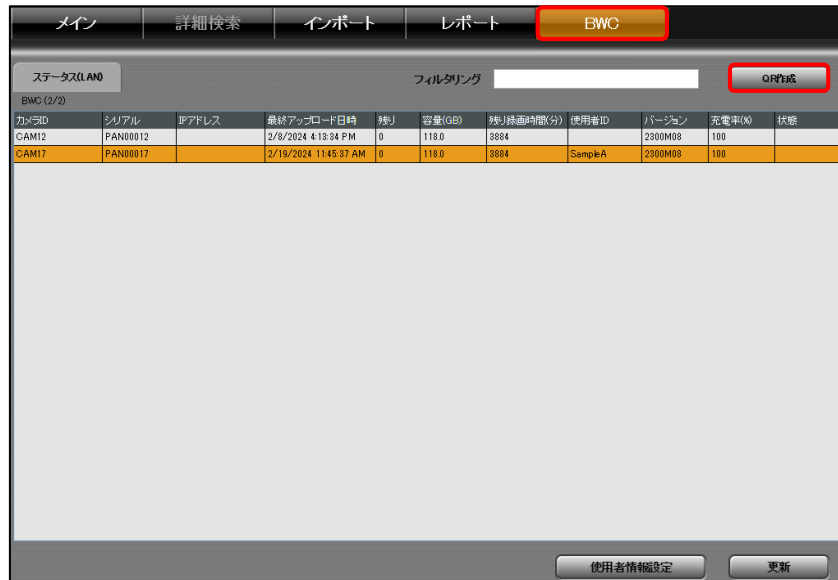 メイン 詳細検索 インポート レポート BWC
ステータス(LAN) フィルタリング QR作成
BWC (2/2)
カメラID シリアル IPアドレス 最終アップロード日時 残り 容量(GB) 残り録画時間(分) 使用者ID バージョン 充電率(%) 状態
CAM12 PAN00012 2/8/2024 4:13:34 PM 0 118.0 3884 2300M08 100
CAM17 PAN00017 2/19/2024 11:45:37 AM 0 118.0 3884 SampleA 2300M08 100
使用者情報設定 更新